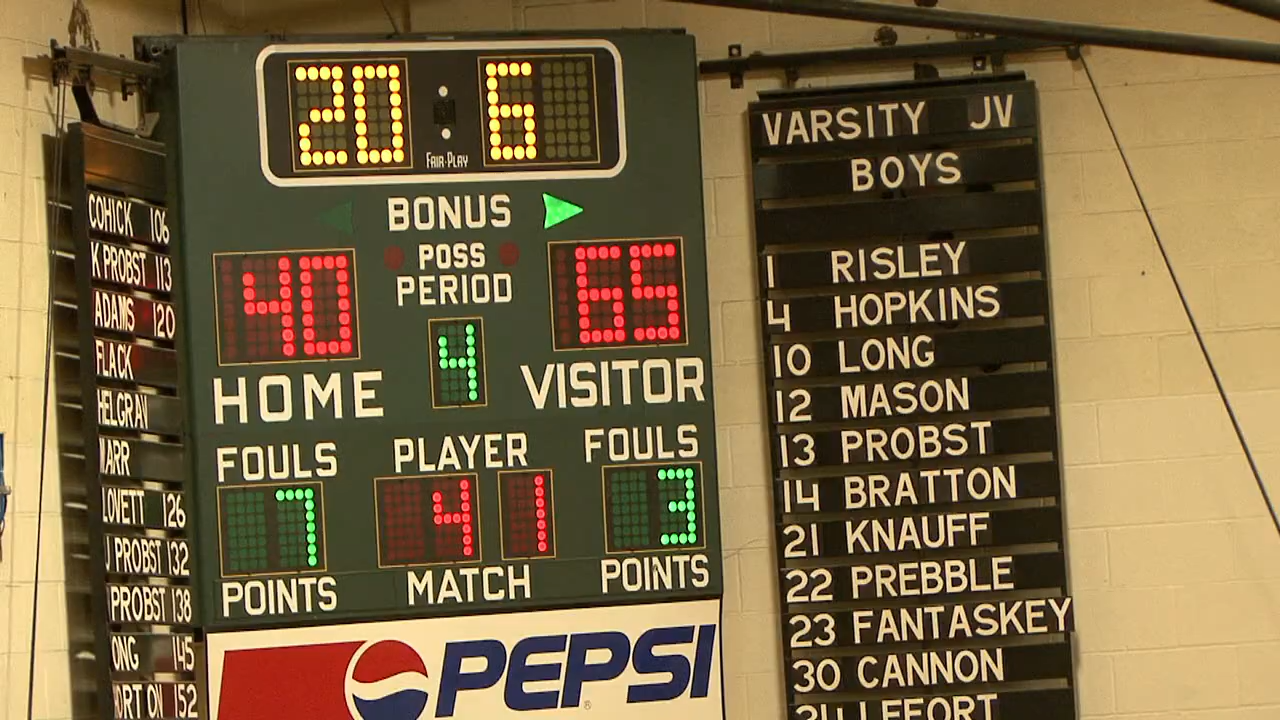 20 : 6
FAIR-PLAY
BONUS
POSS
PERIOD
40 4 65
HOME VISITOR
FOULS PLAYER FOULS
7 4 1 3
POINTS MATCH POINTS
PEPSI
®
COHICK 106
K PROBST 113
ADAMS 120
FLACK
HELGRAV
MARR
LOVETT 126
J PROBST 132
PROBST 138
ONG 145
ORTON 152
VARSITY JV
BOYS
1 RISLEY
4 HOPKINS
10 LONG
12 MASON
13 PROBST
14 BRATTON
21 KNAUFF
22 PREBBLE
23 FANTASKEY
30 CANNON
34 LEFORT